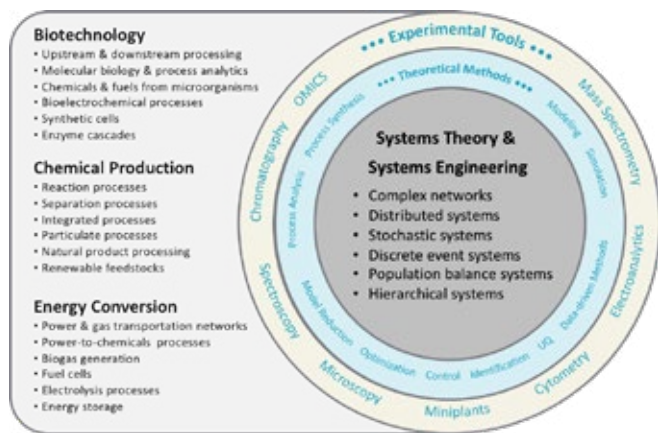 Biotechnology
• Upstream & downstream processing
• Molecular biology & process analytics
• Chemicals & fuels from microorganisms
• Bioelectrochemical processes
• Synthetic cells
• Enzyme cascades
Chemical Production
• Reaction processes
• Separation processes
• Integrated processes
• Particulate processes
• Natural product processing
• Renewable feedstocks
Energy Conversion
• Power & gas transportation networks
• Power-to-chemicals processes
• Biogas generation
• Fuel cells
• Electrolysis processes
• Energy storage
••• Experimental Tools •••
Mass Spectrometry
Electroanalytics
Cytometry
Miniplants
Microscopy
Spectroscopy
Chromatography
OMICS
••• Theoretical Methods •••
Modeling
Simulation
Data-driven Methods
UQ
Identification
Control
Optimization
Model Reduction
Process Analysis
Process Synthesis
Systems Theory &
Systems Engineering
• Complex networks
• Distributed systems
• Stochastic systems
• Discrete event systems
• Population balance systems
• Hierarchical systems